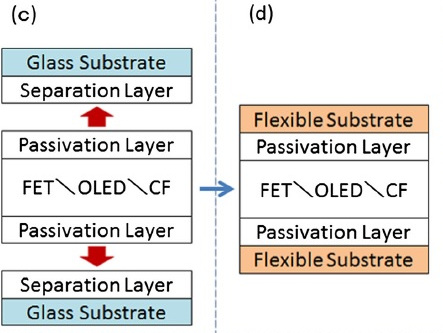 (c)
Glass Substrate
Separation Layer
Passivation Layer
FET\OLED\CF
Passivation Layer
Separation Layer
Glass Substrate
(d)
Flexible Substrate
Passivation Layer
FET\OLED\CF
Passivation Layer
Flexible Substrate